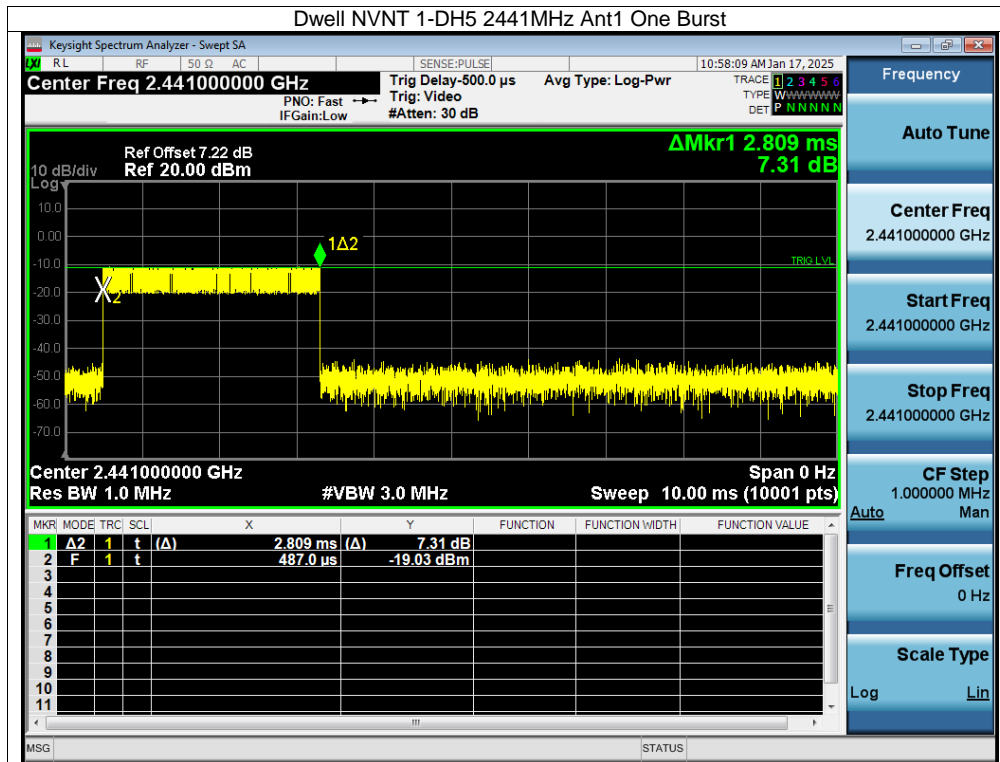 Dwell NVNT 1-DH5 2441MHz Ant1 One Burst
Keysight Spectrum Analyzer - Swept SA
LXI RL RF 50 Ω AC SENSE:PULSE 10:58:09 AM Jan 17, 2025
Center Freq 2.441000000 GHz
PNO: Fast
IFGain:Low
Trig Delay-500.0 µs
Trig: Video
#Atten: 30 dB
Avg Type: Log-Pwr
TRACE 1 2 3 4 5 6
TYPE WWWWWW
DET P N N N N N
ΔMkr1 2.809 ms
7.31 dB
Ref Offset 7.22 dB
10 dB/div Ref 20.00 dBm
Log
10.0
0.00
-10.0
-20.0
-30.0
-40.0
-50.0
-60.0
-70.0
1Δ2
TRIG LVL
X2
Center 2.441000000 GHz Span 0 Hz
Res BW 1.0 MHz #VBW 3.0 MHz Sweep 10.00 ms (10001 pts)
MKR MODE TRC SCL X Y FUNCTION FUNCTION WIDTH FUNCTION VALUE
1 Δ2 1 t (Δ) 2.809 ms (Δ) 7.31 dB
2 F 1 t 487.0 µs -19.03 dBm
3
4
5
6
7
8
9
10
11
MSG STATUS
Frequency
Auto Tune
Center Freq
2.441000000 GHz
Start Freq
2.441000000 GHz
Stop Freq
2.441000000 GHz
CF Step
1.000000 MHz
Auto Man
Freq Offset
0 Hz
Scale Type
Log Lin